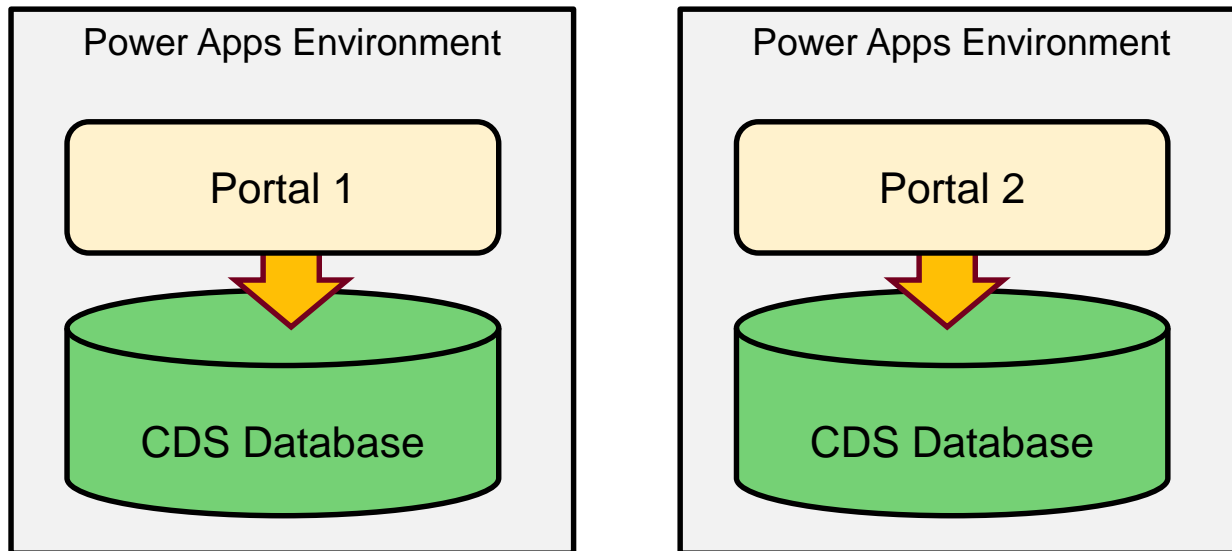 Power Apps Environment
Portal 1
CDS Database
Power Apps Environment
Portal 2
CDS Database